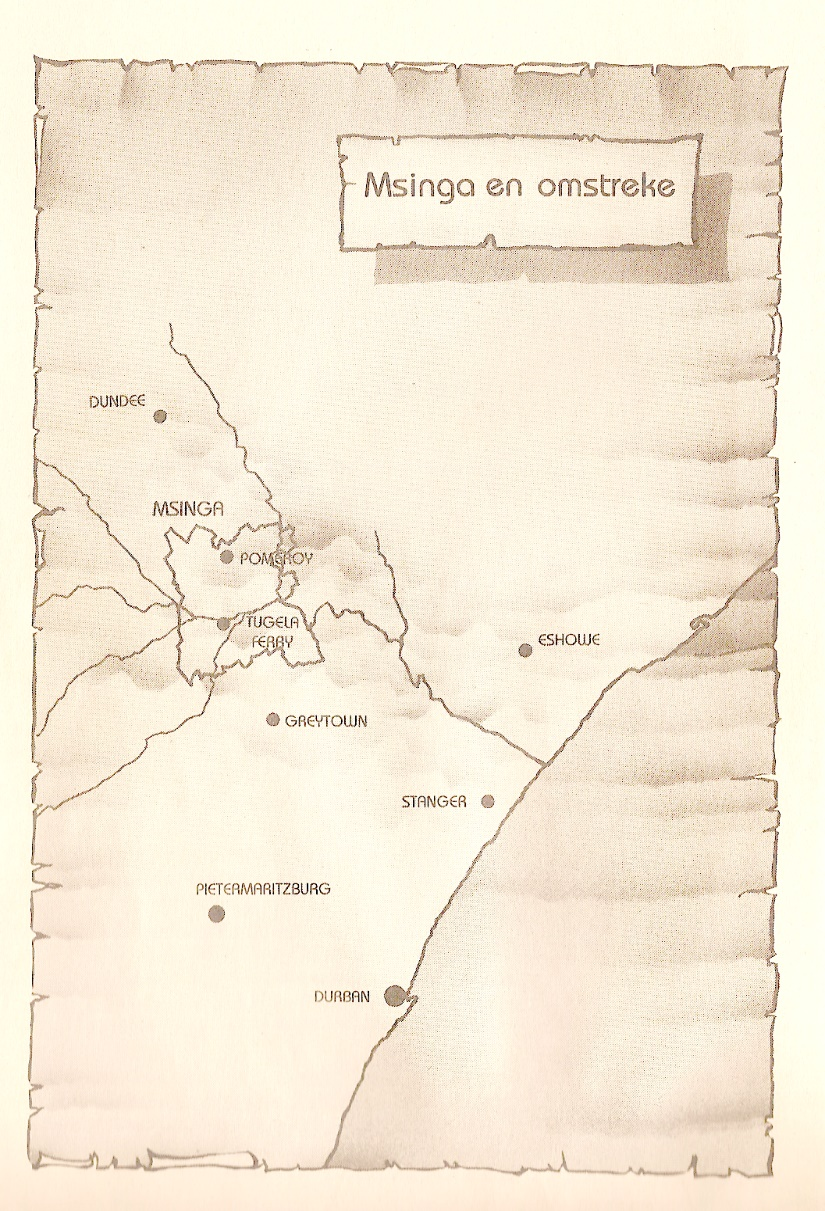 Msinga en omstreke
DUNDEE
MSINGA
POMEROY
TUGELA
FERRY
ESHOWE
GREYTOWN
STANGER
PIETERMARITZBURG
DURBAN